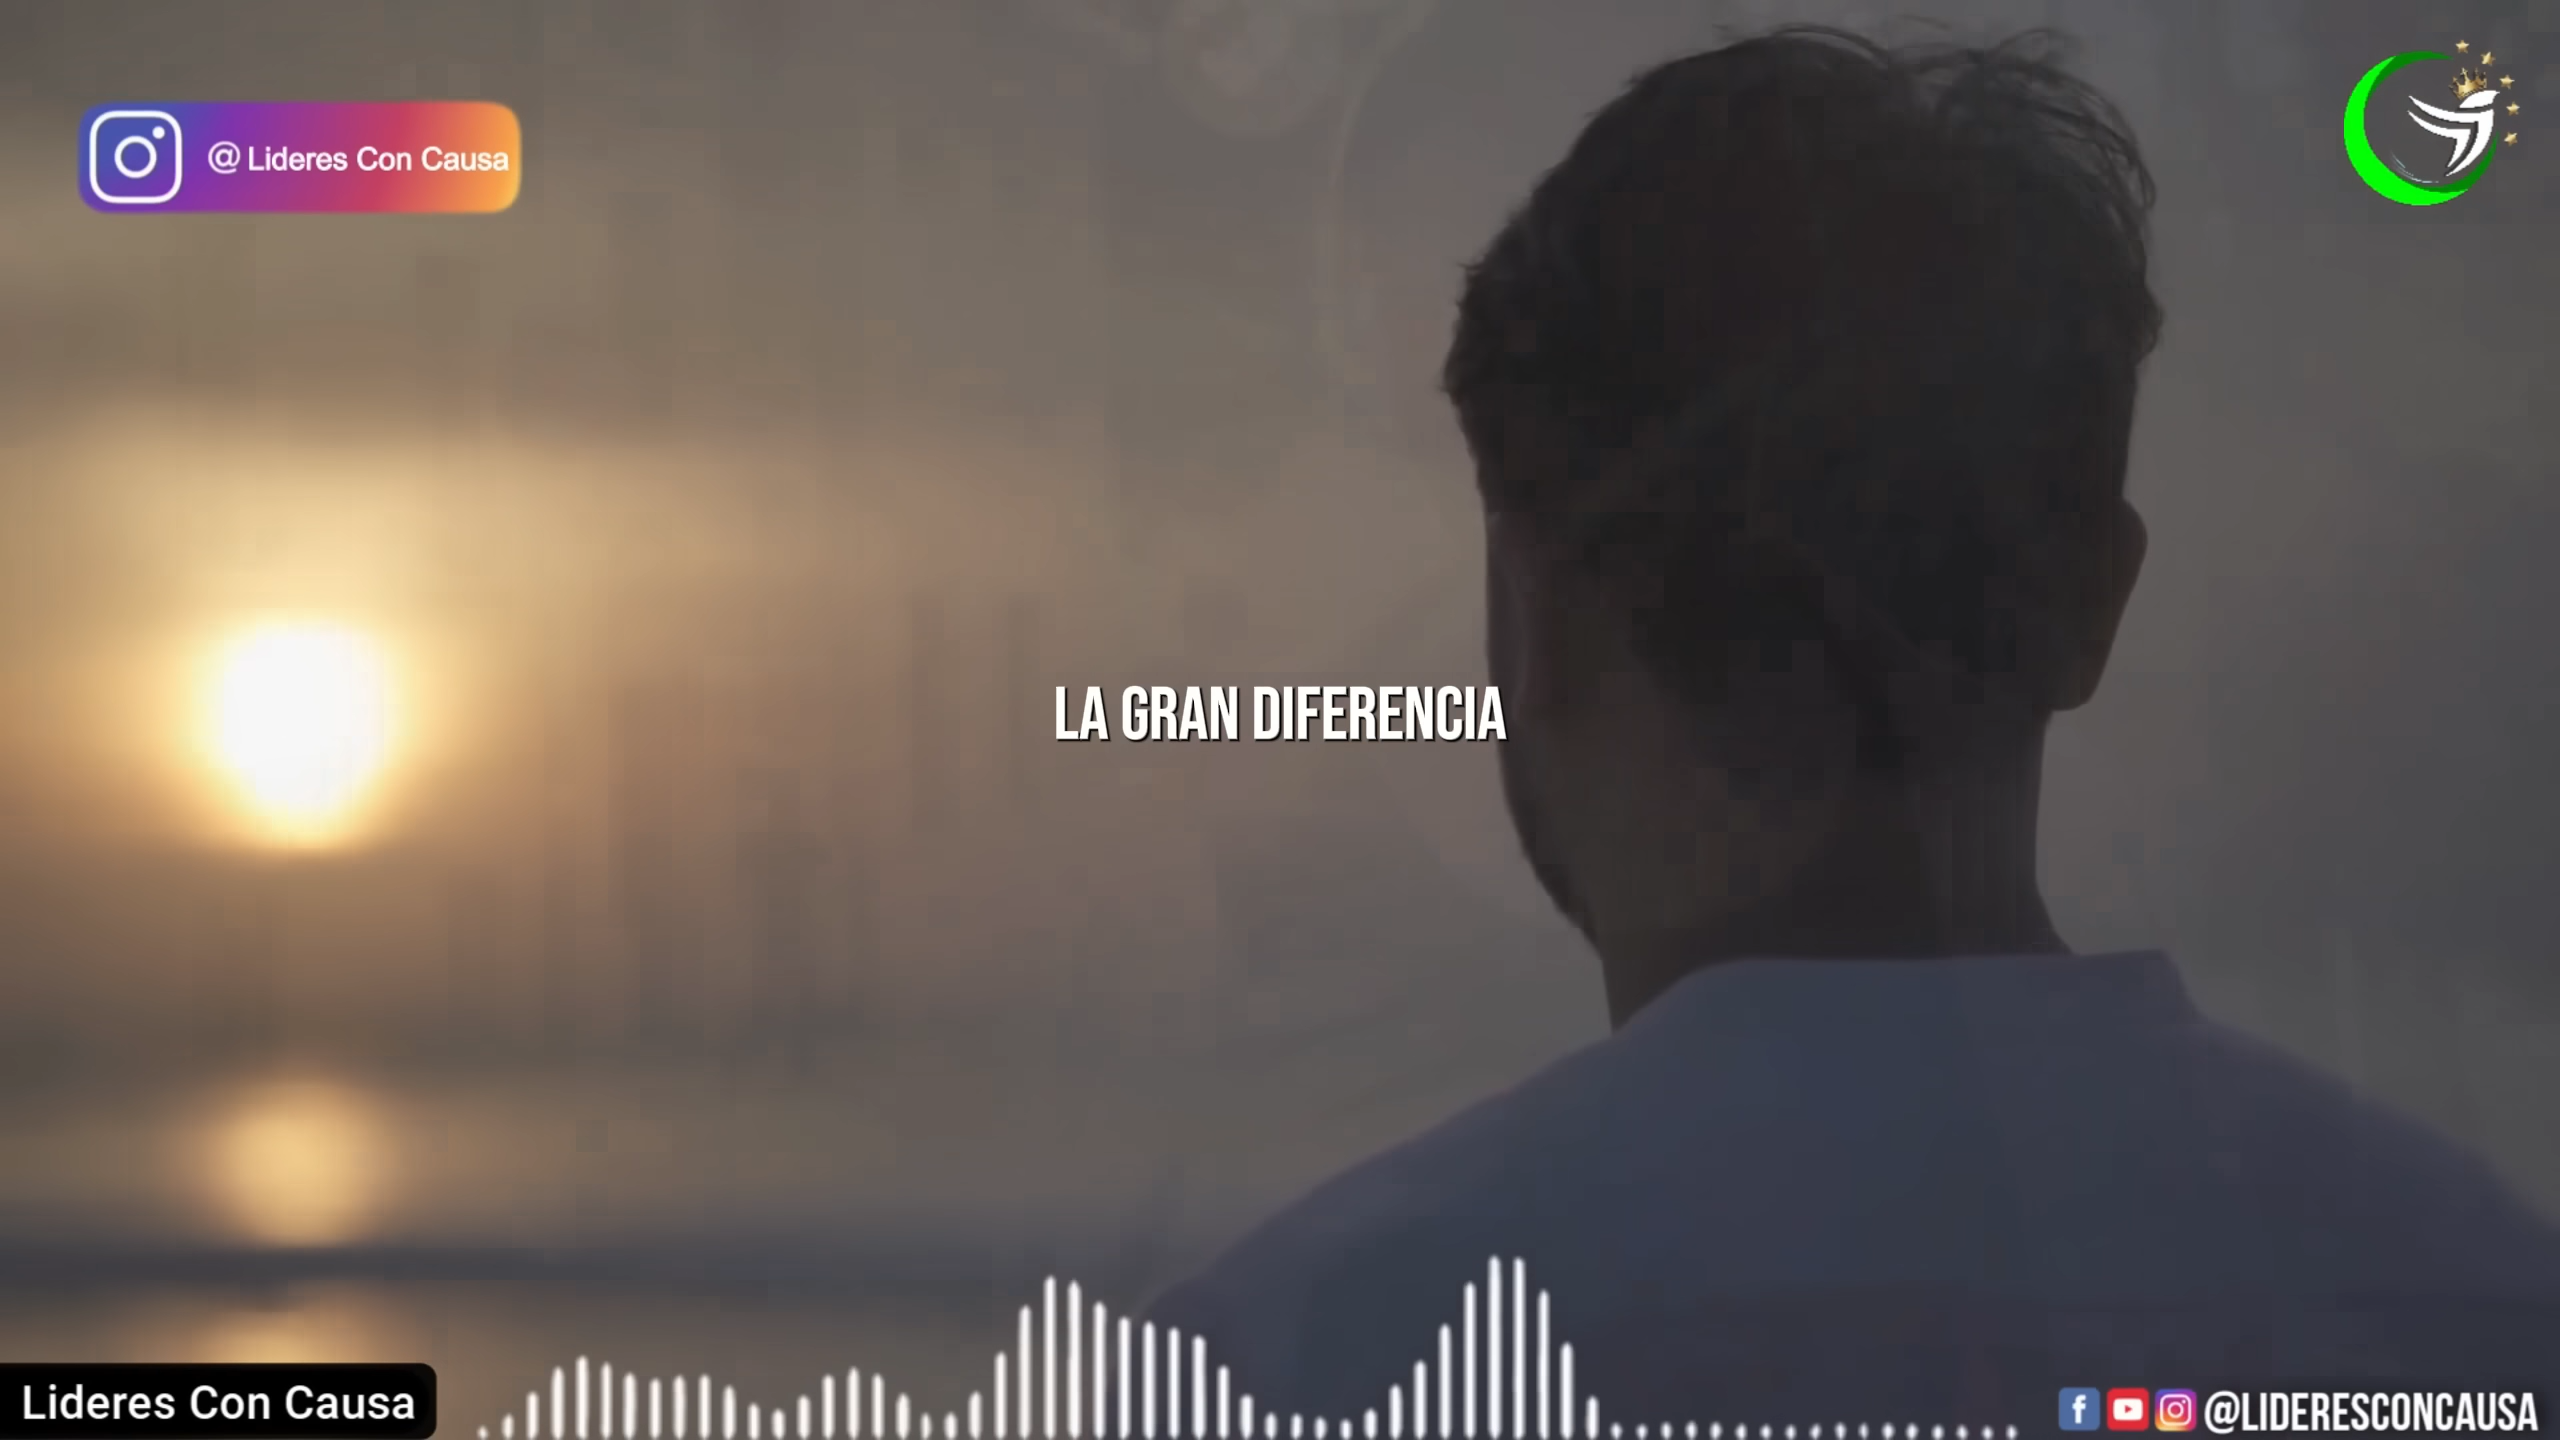 @ Lideres Con Causa
LA GRAN DIFERENCIA
Lideres Con Causa
@LIDERESCONCAUSA